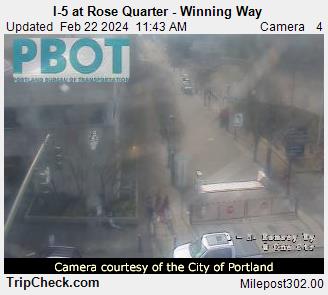 I-5 at Rose Quarter - Winning Way
Updated Feb 22 2024 11:43 AM Camera 4
PBOT
PORTLAND BUREAU OF TRANSPORTATION
Camera courtesy of the City of Portland
TripCheck.com Milepost302.00